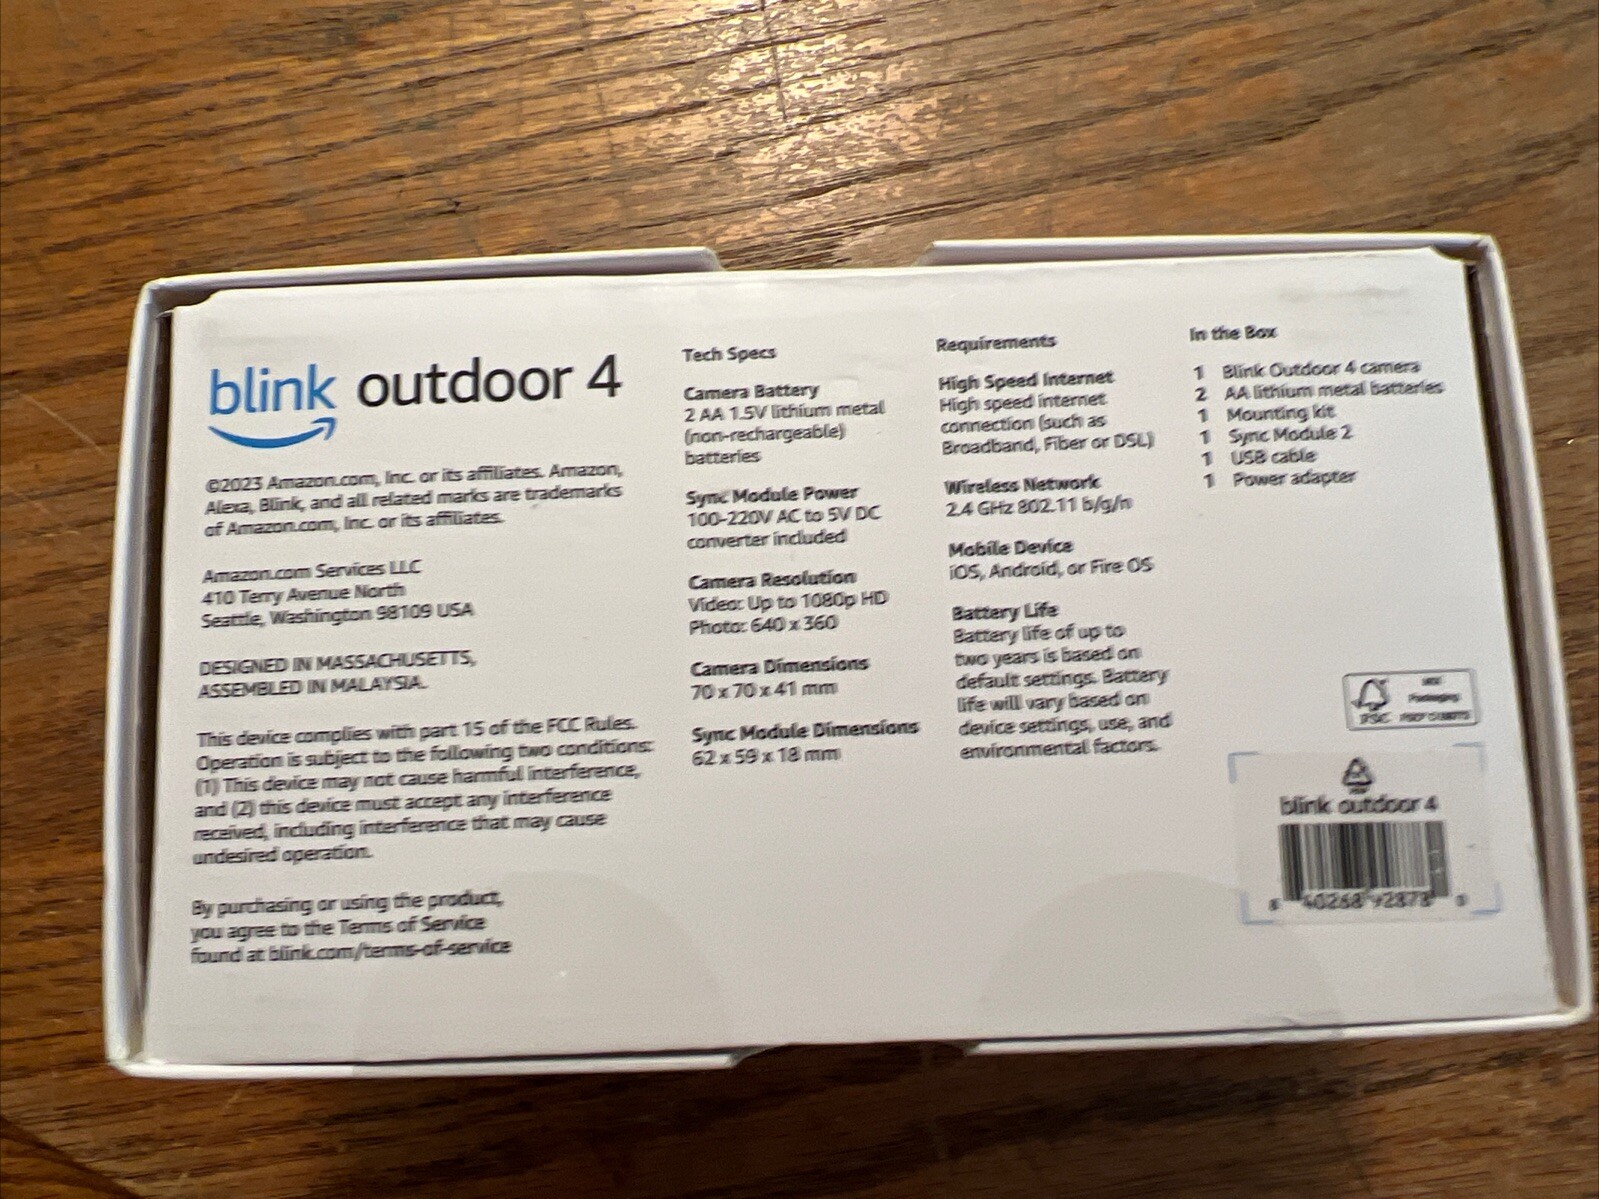 blink outdoor 4
©2023 Amazon.com, Inc. or its affiliates. Amazon,
Alexa, Blink, and all related marks are trademarks
of Amazon.com, Inc. or its affiliates.
Amazon.com Services LLC
410 Terry Avenue North
Seattle, Washington 98109 USA
DESIGNED IN MASSACHUSETTS,
ASSEMBLED IN MALAYSIA.
This device complies with part 15 of the FCC Rules.
Operation is subject to the following two conditions:
(1) This device may not cause harmful interference,
and (2) this device must accept any interference
received, including interference that may cause
undesired operation.
By purchasing or using the product,
you agree to the Terms of Service
found at blink.com/terms-of-service
Tech Specs
Camera Battery
2 AA 1.5V lithium metal
(non-rechargeable)
batteries
Sync Module Power
100-220V AC to 5V DC
converter included
Camera Resolution
Video: Up to 1080p HD
Photo: 640 x 360
Camera Dimensions
70 x 70 x 41 mm
Sync Module Dimensions
62 x 59 x 18 mm
Requirements
High Speed Internet
High speed internet
connection (such as
Broadband, Fiber or DSL)
Wireless Network
2.4 GHz 802.11 b/g/n
Mobile Device
iOS, Android, or Fire OS
Battery Life
Battery life of up to
two years is based on
default settings. Battery
life will vary based on
device settings, use, and
environmental factors.
In the Box
1 Blink Outdoor 4 camera
2 AA lithium metal batteries
1 Mounting kit
1 Sync Module 2
1 USB cable
1 Power adapter
Packaging
FSC
blink outdoor 4